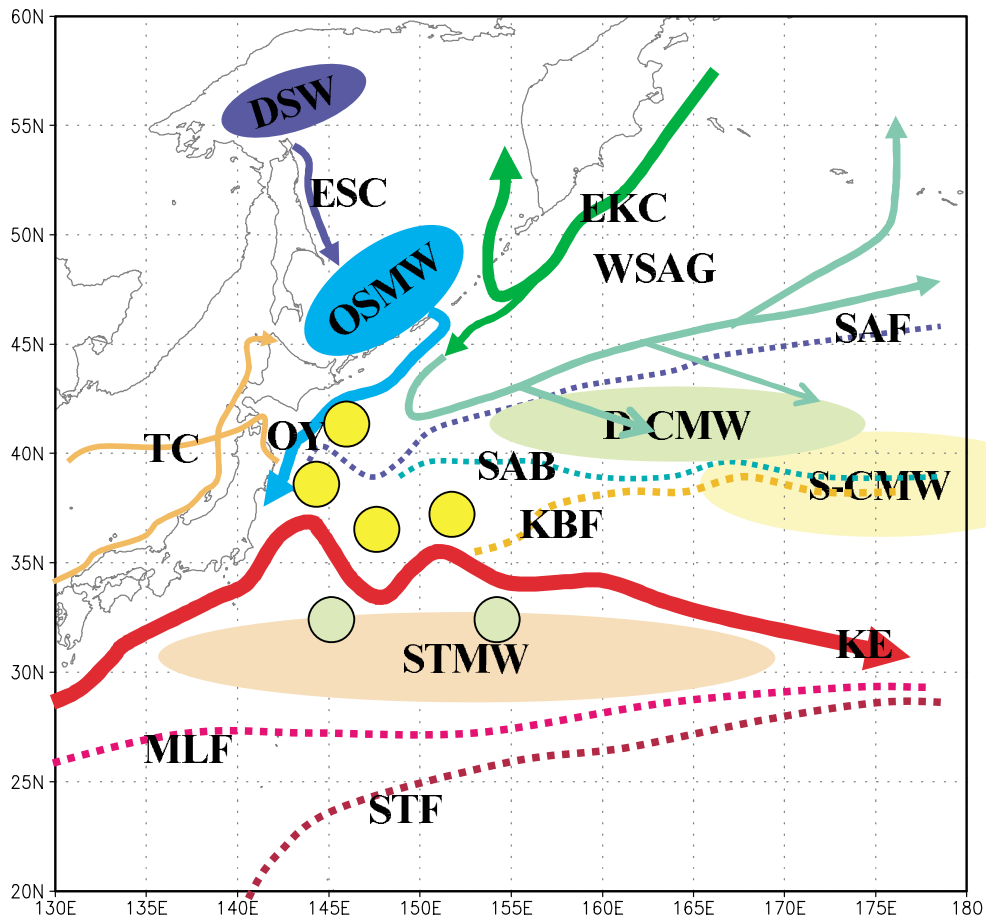 60N
DSW
55N
ESC
EKC
50N
WSAG
OSMW
SAF
45N
D-CMW
TC
OY
40N
SAB
S-CMW
KBF
35N
KE
STMW
30N
MLF
25N
STF
20N
130E 135E 140E 145E 150E 155E 160E 165E 170E 175E 180